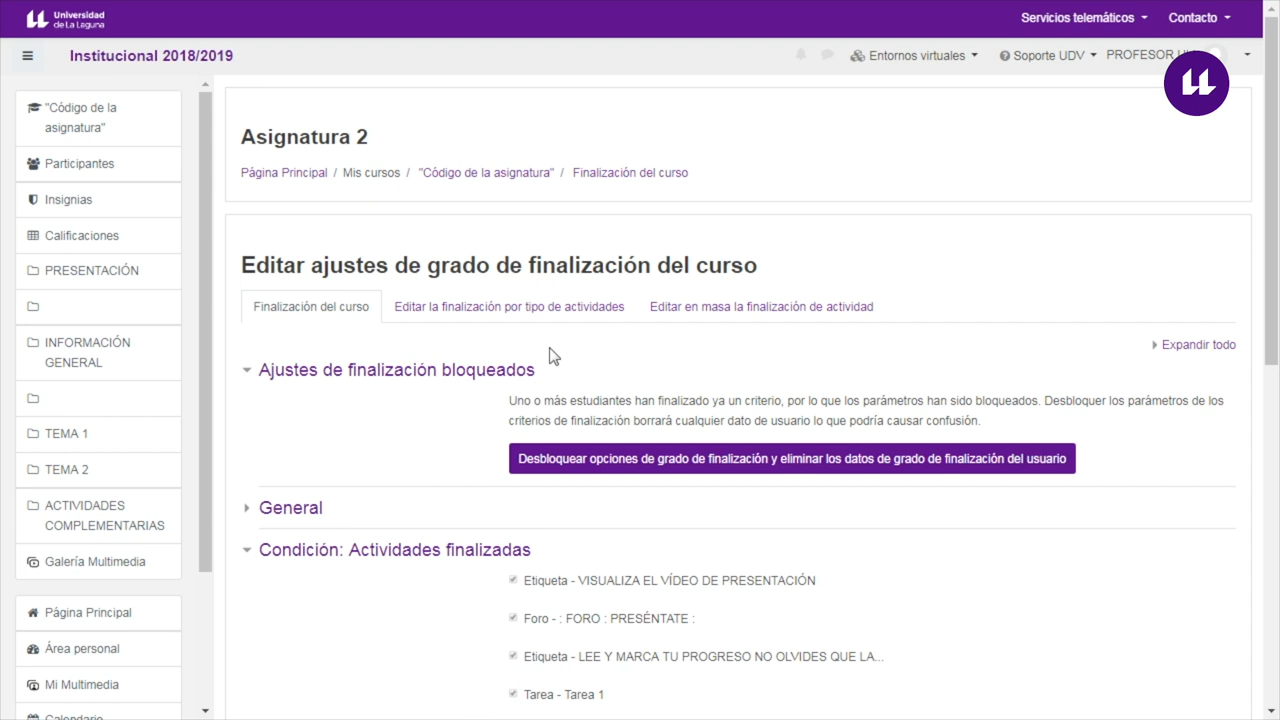 Universidad
de La Laguna
Servicios telemáticos
Contacto
Institucional 2018/2019
Entornos virtuales
Soporte UDV
PROFESOR
"Código de la
asignatura"
Participantes
Insignias
Calificaciones
PRESENTACIÓN
INFORMACIÓN
GENERAL
TEMA 1
TEMA 2
ACTIVIDADES
COMPLEMENTARIAS
Galería Multimedia
Página Principal
Área personal
Mi Multimedia
Calendario
Asignatura 2
Página Principal / Mis cursos / "Código de la asignatura" / Finalización del curso
Editar ajustes de grado de finalización del curso
Finalización del curso
Editar la finalización por tipo de actividades
Editar en masa la finalización de actividad
Expandir todo
Ajustes de finalización bloqueados
Uno o más estudiantes han finalizado ya un criterio, por lo que los parámetros han sido bloqueados. Desbloquer los parámetros de los
criterios de finalización borrará cualquier dato de usuario lo que podría causar confusión.
Desbloquear opciones de grado de finalización y eliminar los datos de grado de finalización del usuario
General
Condición: Actividades finalizadas
Etiqueta - VISUALIZA EL VÍDEO DE PRESENTACIÓN
Foro - : FORO : PRESÉNTATE :
Etiqueta - LEE Y MARCA TU PROGRESO NO OLVIDES QUE LA...
Tarea - Tarea 1